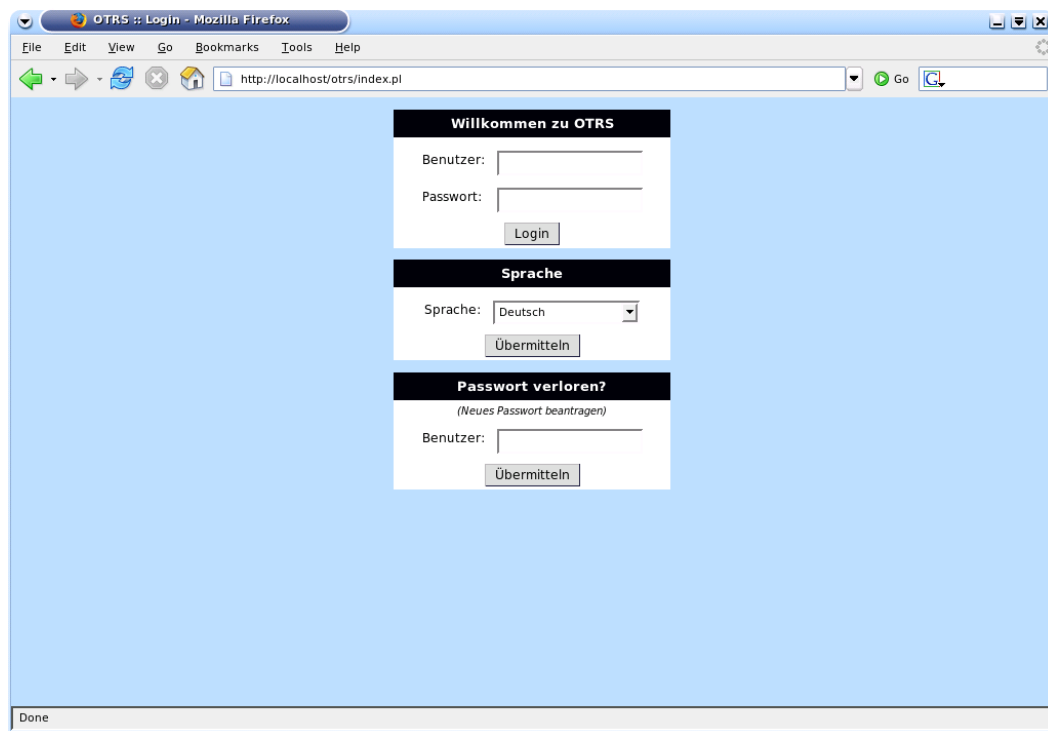 OTRS :: Login - Mozilla Firefox
File Edit View Go Bookmarks Tools Help
http://localhost/otrs/index.pl Go G
Willkommen zu OTRS
Benutzer:
Passwort:
Login
Sprache
Sprache: Deutsch
Übermitteln
Passwort verloren?
(Neues Passwort beantragen)
Benutzer:
Übermitteln
Done